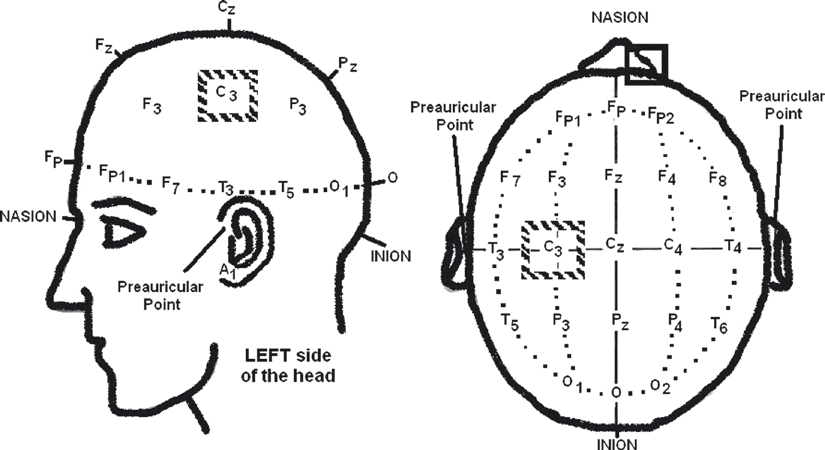 Cz
Fz
Pz
C3
F3
P3
FP
FP1
F7
T3
T5
O1
O
NASION
INION
A1
Preauricular
Point
LEFT side
of the head
NASION
Preauricular
Point
Preauricular
Point
FP1
FP
FP2
F7
F3
Fz
F4
F8
T3
C3
Cz
C4
T4
T5
P3
Pz
P4
T6
O1
O
O2
INION